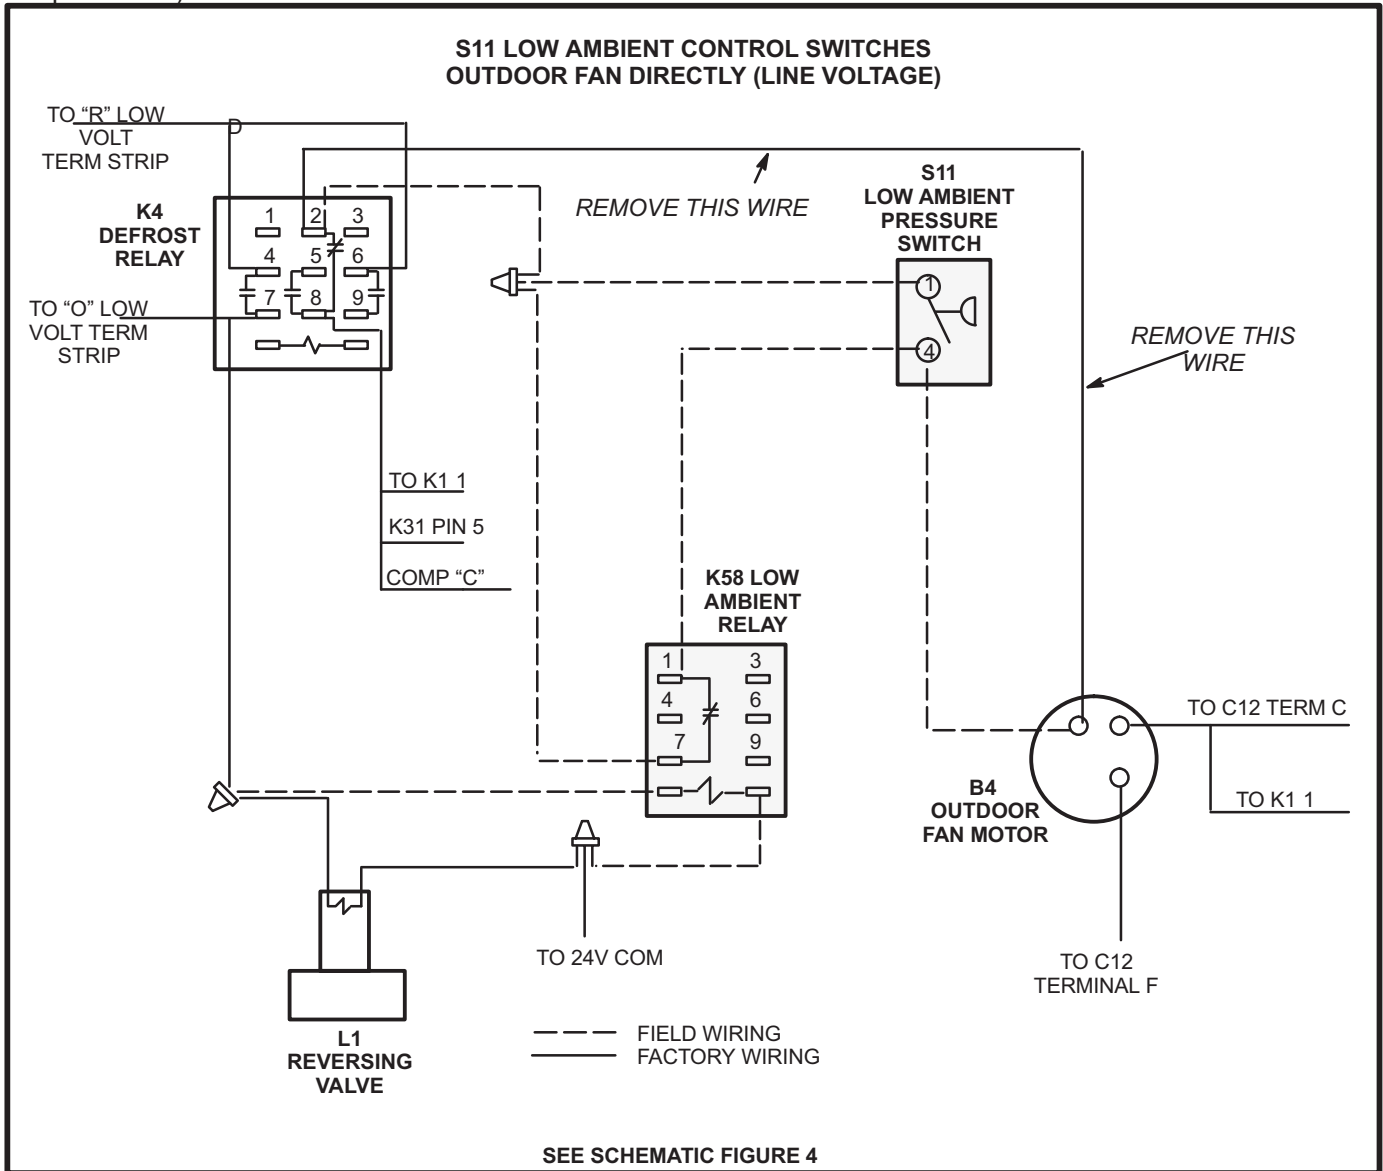 S11 LOW AMBIENT CONTROL SWITCHES
OUTDOOR FAN DIRECTLY (LINE VOLTAGE)
TO “R” LOW
VOLT
TERM STRIP
D
K4
DEFROST
RELAY
1 2 3
4 5 6
7 8 9
TO “O” LOW
VOLT TERM
STRIP
REMOVE THIS WIRE
S11
LOW AMBIENT
PRESSURE
SWITCH
1
4
REMOVE THIS
WIRE
TO K1 1
K31 PIN 5
COMP “C”
K58 LOW
AMBIENT
RELAY
1 3
4 6
7 9
TO C12 TERM C
TO K1 1
B4
OUTDOOR
FAN MOTOR
TO 24V COM
TO C12
TERMINAL F
L1
REVERSING
VALVE
FIELD WIRING
FACTORY WIRING
SEE SCHEMATIC FIGURE 4